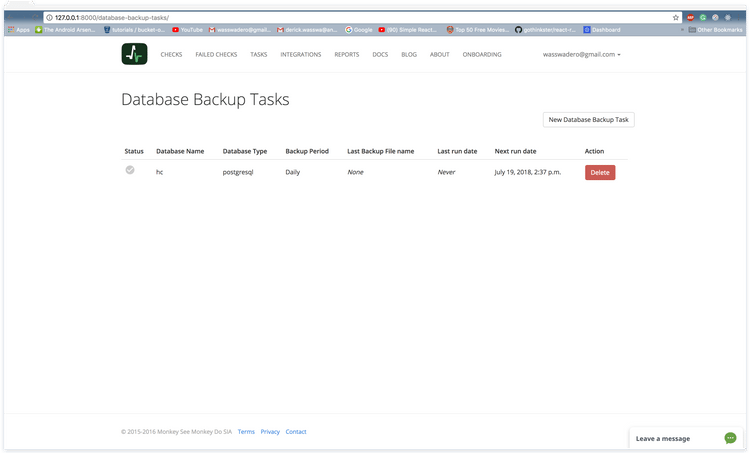 127.0.0.1:8000/database-backup-tasks/
Apps The Android Arsen... tutorials / bucket-o... YouTube wasswadero@gmail... derrick.wasswa@an... Google (90) Simple React... Top 50 Free Movies... gothinkster/react-r... Dashboard » Other Bookmarks
CHECKS FAILED CHECKS TASKS INTEGRATIONS REPORTS DOCS BLOG ABOUT ONBOARDING wasswadero@gmail.com
Database Backup Tasks
New Database Backup Task
Status Database Name Database Type Backup Period Last Backup File name Last run date Next run date Action
hc postgresql Daily None Never July 19, 2018, 2:37 p.m. Delete
© 2015-2016 Monkey See Monkey Do SIA Terms Privacy Contact
Leave a message